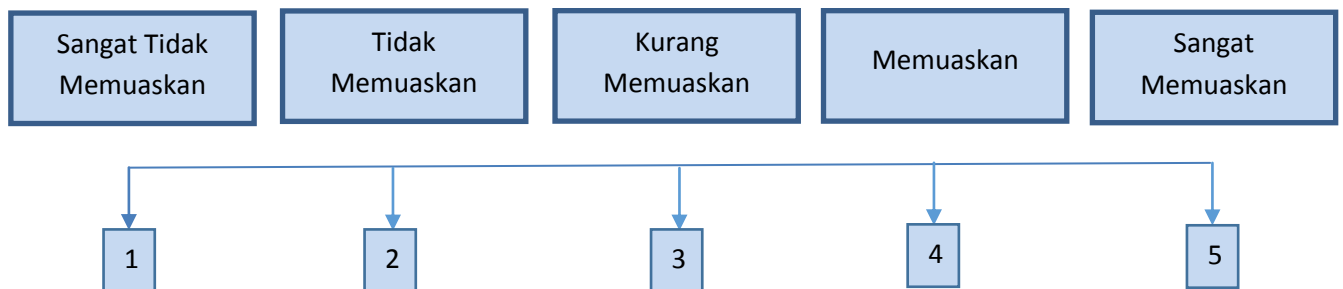 Sangat Tidak
Memuaskan
Tidak
Memuaskan
Kurang
Memuaskan
Memuaskan
Sangat
Memuaskan
1
2
3
4
5